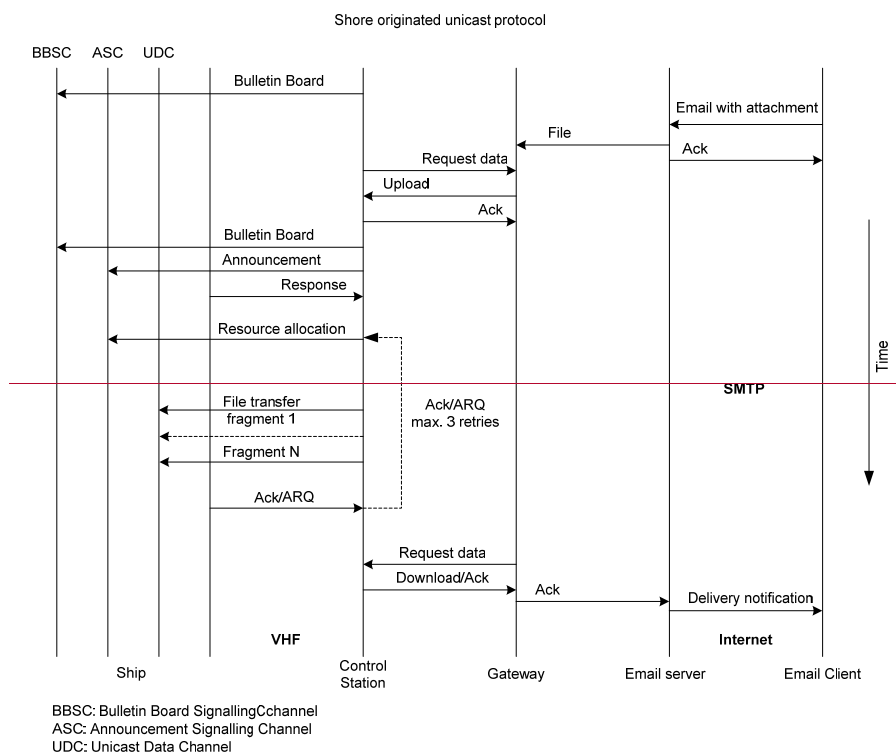 Shore originated unicast protocol
BBSC ASC UDC
Bulletin Board
Email with attachment
File
Ack
Request data
Upload
Ack
Bulletin Board
Announcement
Response
Resource allocation
Time
SMTP
File transfer
fragment 1
Ack/ARQ
max. 3 retries
Fragment N
Ack/ARQ
Request data
Download/Ack
Ack
Delivery notification
VHF
Internet
Ship
Control
Station
Gateway
Email server
Email Client
BBSC: Bulletin Board SignallingCchannel
ASC: Announcement Signalling Channel
UDC: Unicast Data Channel